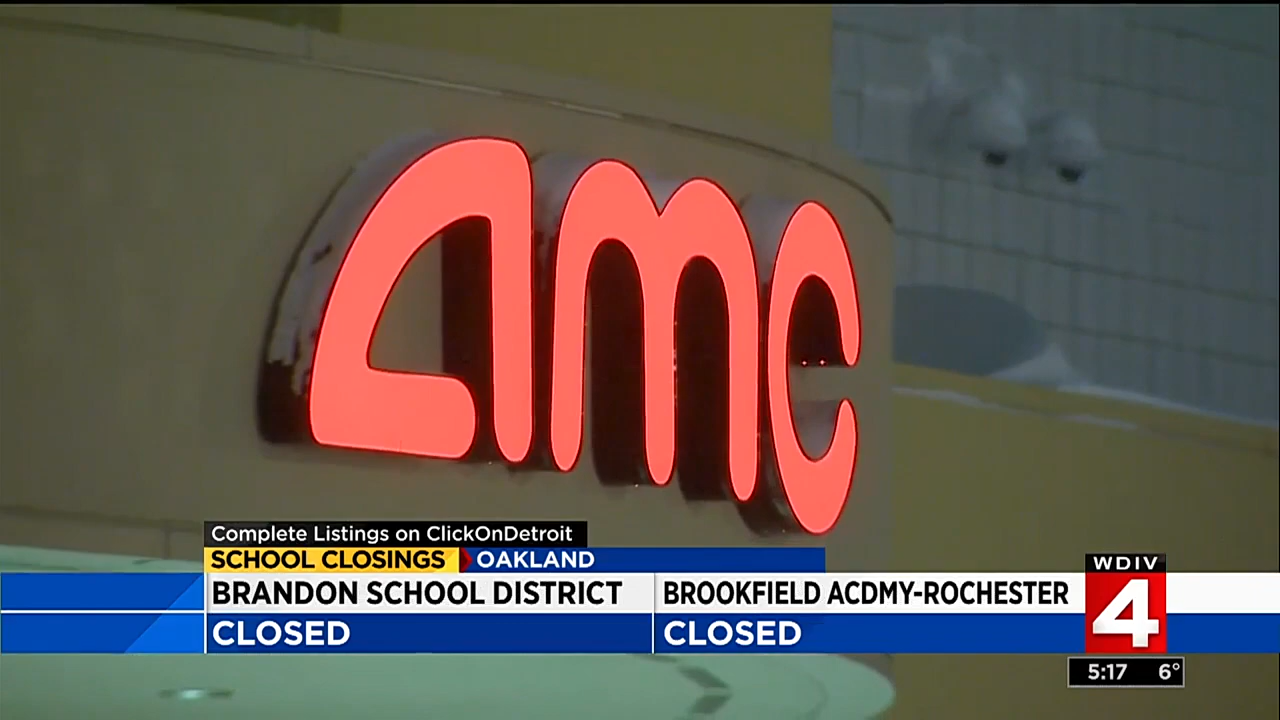 amc
Complete Listings on ClickOnDetroit
SCHOOL CLOSINGS OAKLAND
BRANDON SCHOOL DISTRICT BROOKFIELD ACDMY-ROCHESTER
CLOSED CLOSED
WDIV
4
5:17 6°